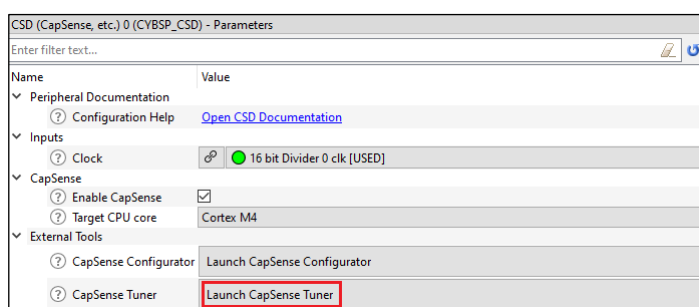 CSD (CapSense, etc.) 0 (CYBSP_CSD) - Parameters
Enter filter text...
Name Value
Peripheral Documentation
? Configuration Help Open CSD Documentation
Inputs
? Clock 16 bit Divider 0 clk [USED]
CapSense
? Enable CapSense
? Target CPU core Cortex M4
External Tools
? CapSense Configurator Launch CapSense Configurator
? CapSense Tuner Launch CapSense Tuner